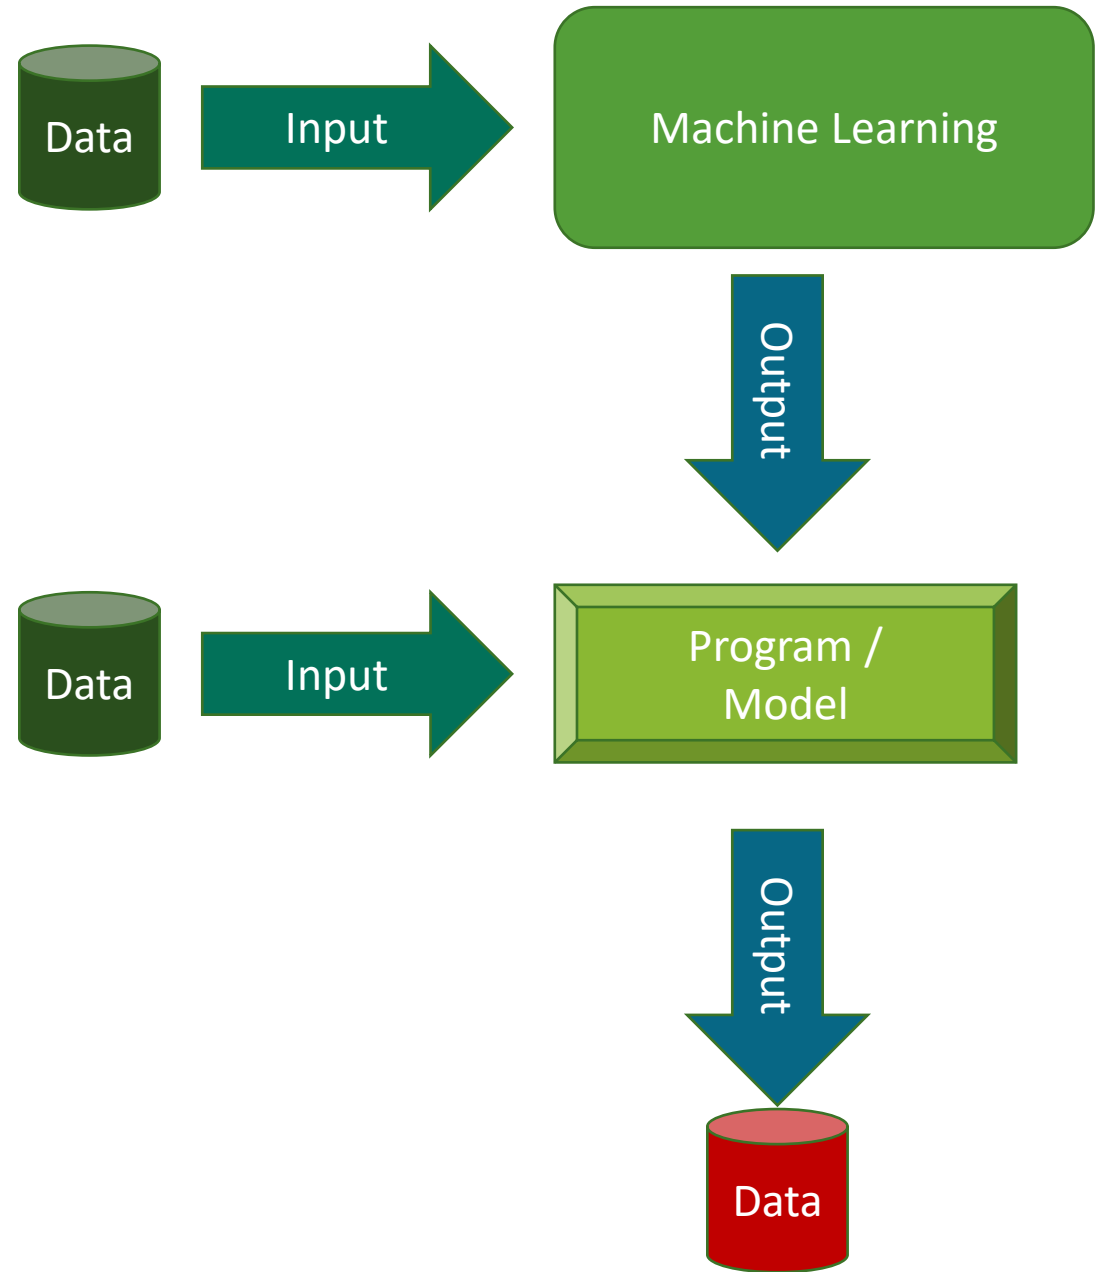 Data
Input
Machine Learning
Output
Data
Input
Program /
Model
Output
Data